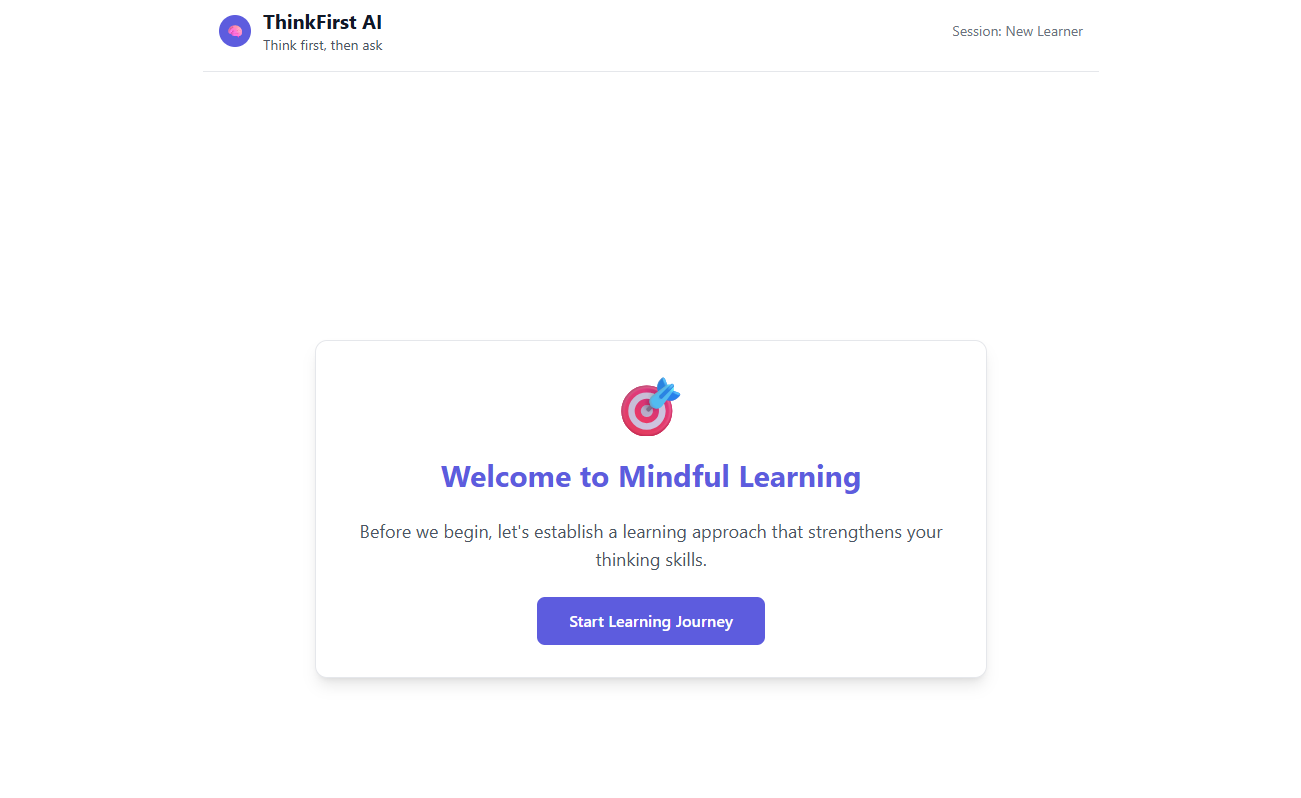 ThinkFirst AI
Think first, then ask
Session: New Learner
Welcome to Mindful Learning
Before we begin, let's establish a learning approach that strengthens your
thinking skills.
Start Learning Journey